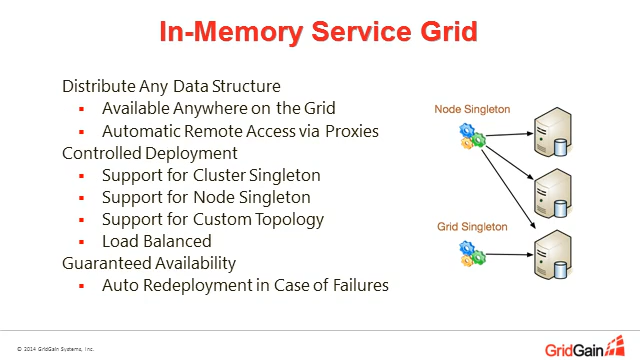 In-Memory Service Grid
Distribute Any Data Structure
▪ Available Anywhere on the Grid
▪ Automatic Remote Access via Proxies
Controlled Deployment
▪ Support for Cluster Singleton
▪ Support for Node Singleton
▪ Support for Custom Topology
▪ Load Balanced
Guaranteed Availability
▪ Auto Redeployment in Case of Failures
Node Singleton
Grid Singleton
© 2014 GridGain Systems, Inc.
GridGain